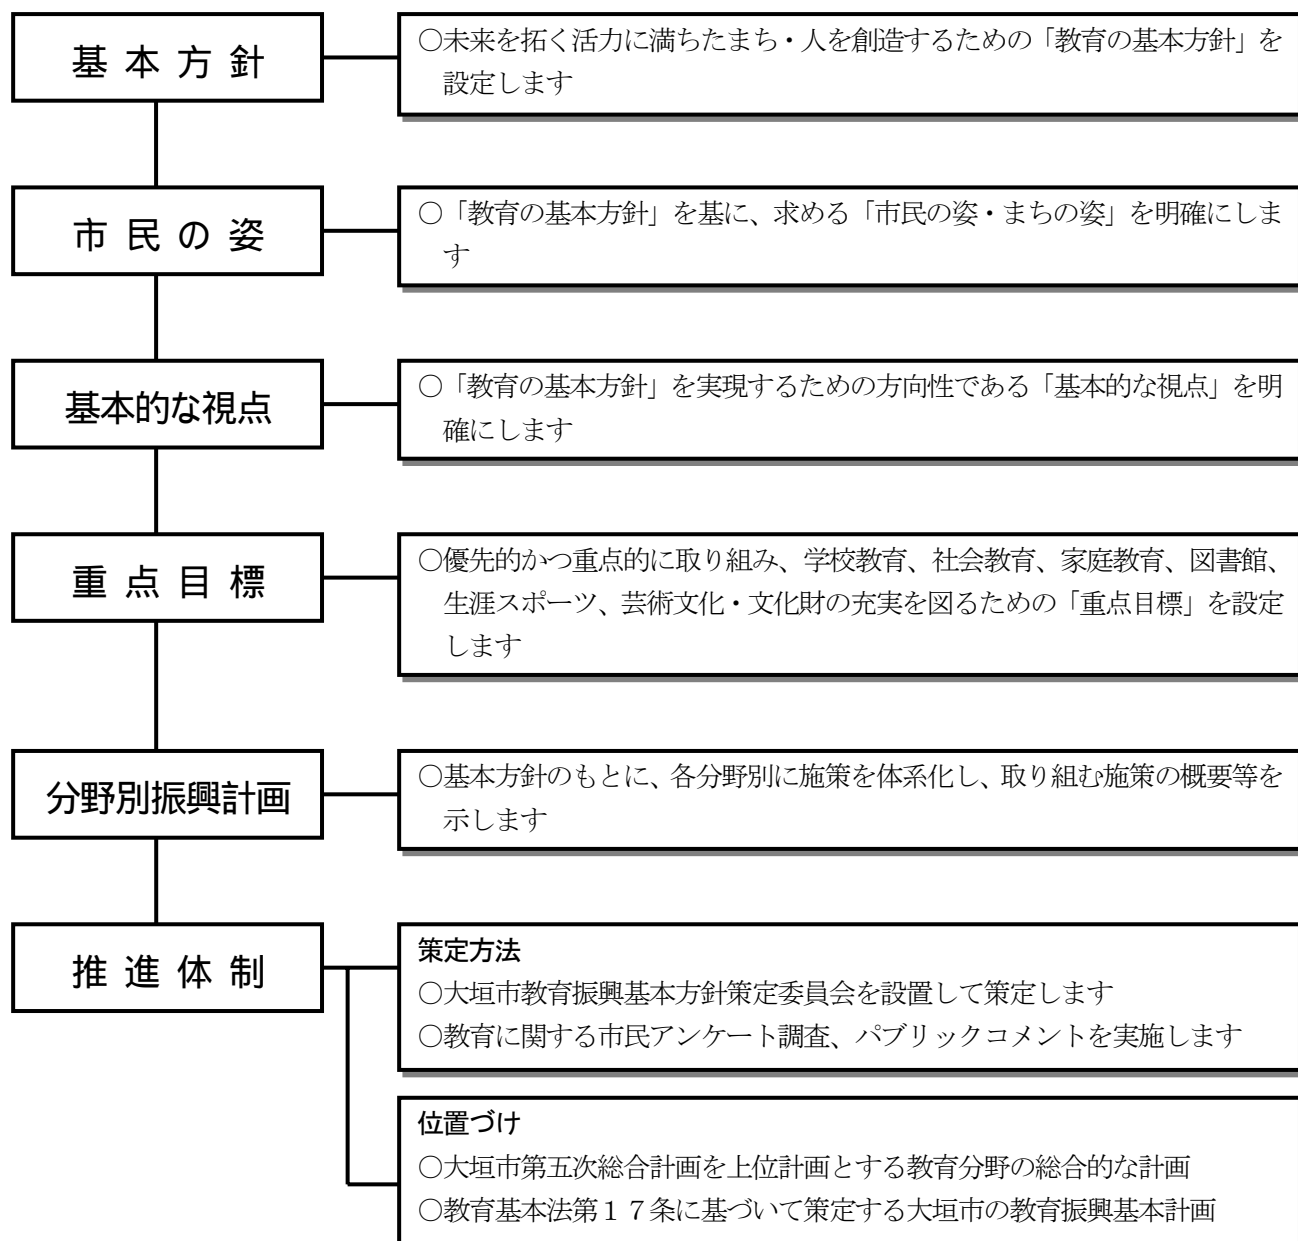 基本方針
○未来を拓く活力に満ちたまち・人を創造するための「教育の基本方針」を
設定します
市民の姿
○「教育の基本方針」を基に、求める「市民の姿・まちの姿」を明確にしま
す
基本的な視点
○「教育の基本方針」を実現するための方向性である「基本的な視点」を明
確にします
重点目標
○優先的かつ重点的に取り組み、学校教育、社会教育、家庭教育、図書館、
生涯スポーツ、芸術文化・文化財の充実を図るための「重点目標」を設定
します
分野別振興計画
○基本方針のもとに、各分野別に施策を体系化し、取り組む施策の概要等を
示します
推進体制
策定方法
○大垣市教育振興基本方針策定委員会を設置して策定します
○教育に関する市民アンケート調査、パブリックコメントを実施します
位置づけ
○大垣市第五次総合計画を上位計画とする教育分野の総合的な計画
○教育基本法第１７条に基づいて策定する大垣市の教育振興基本計画